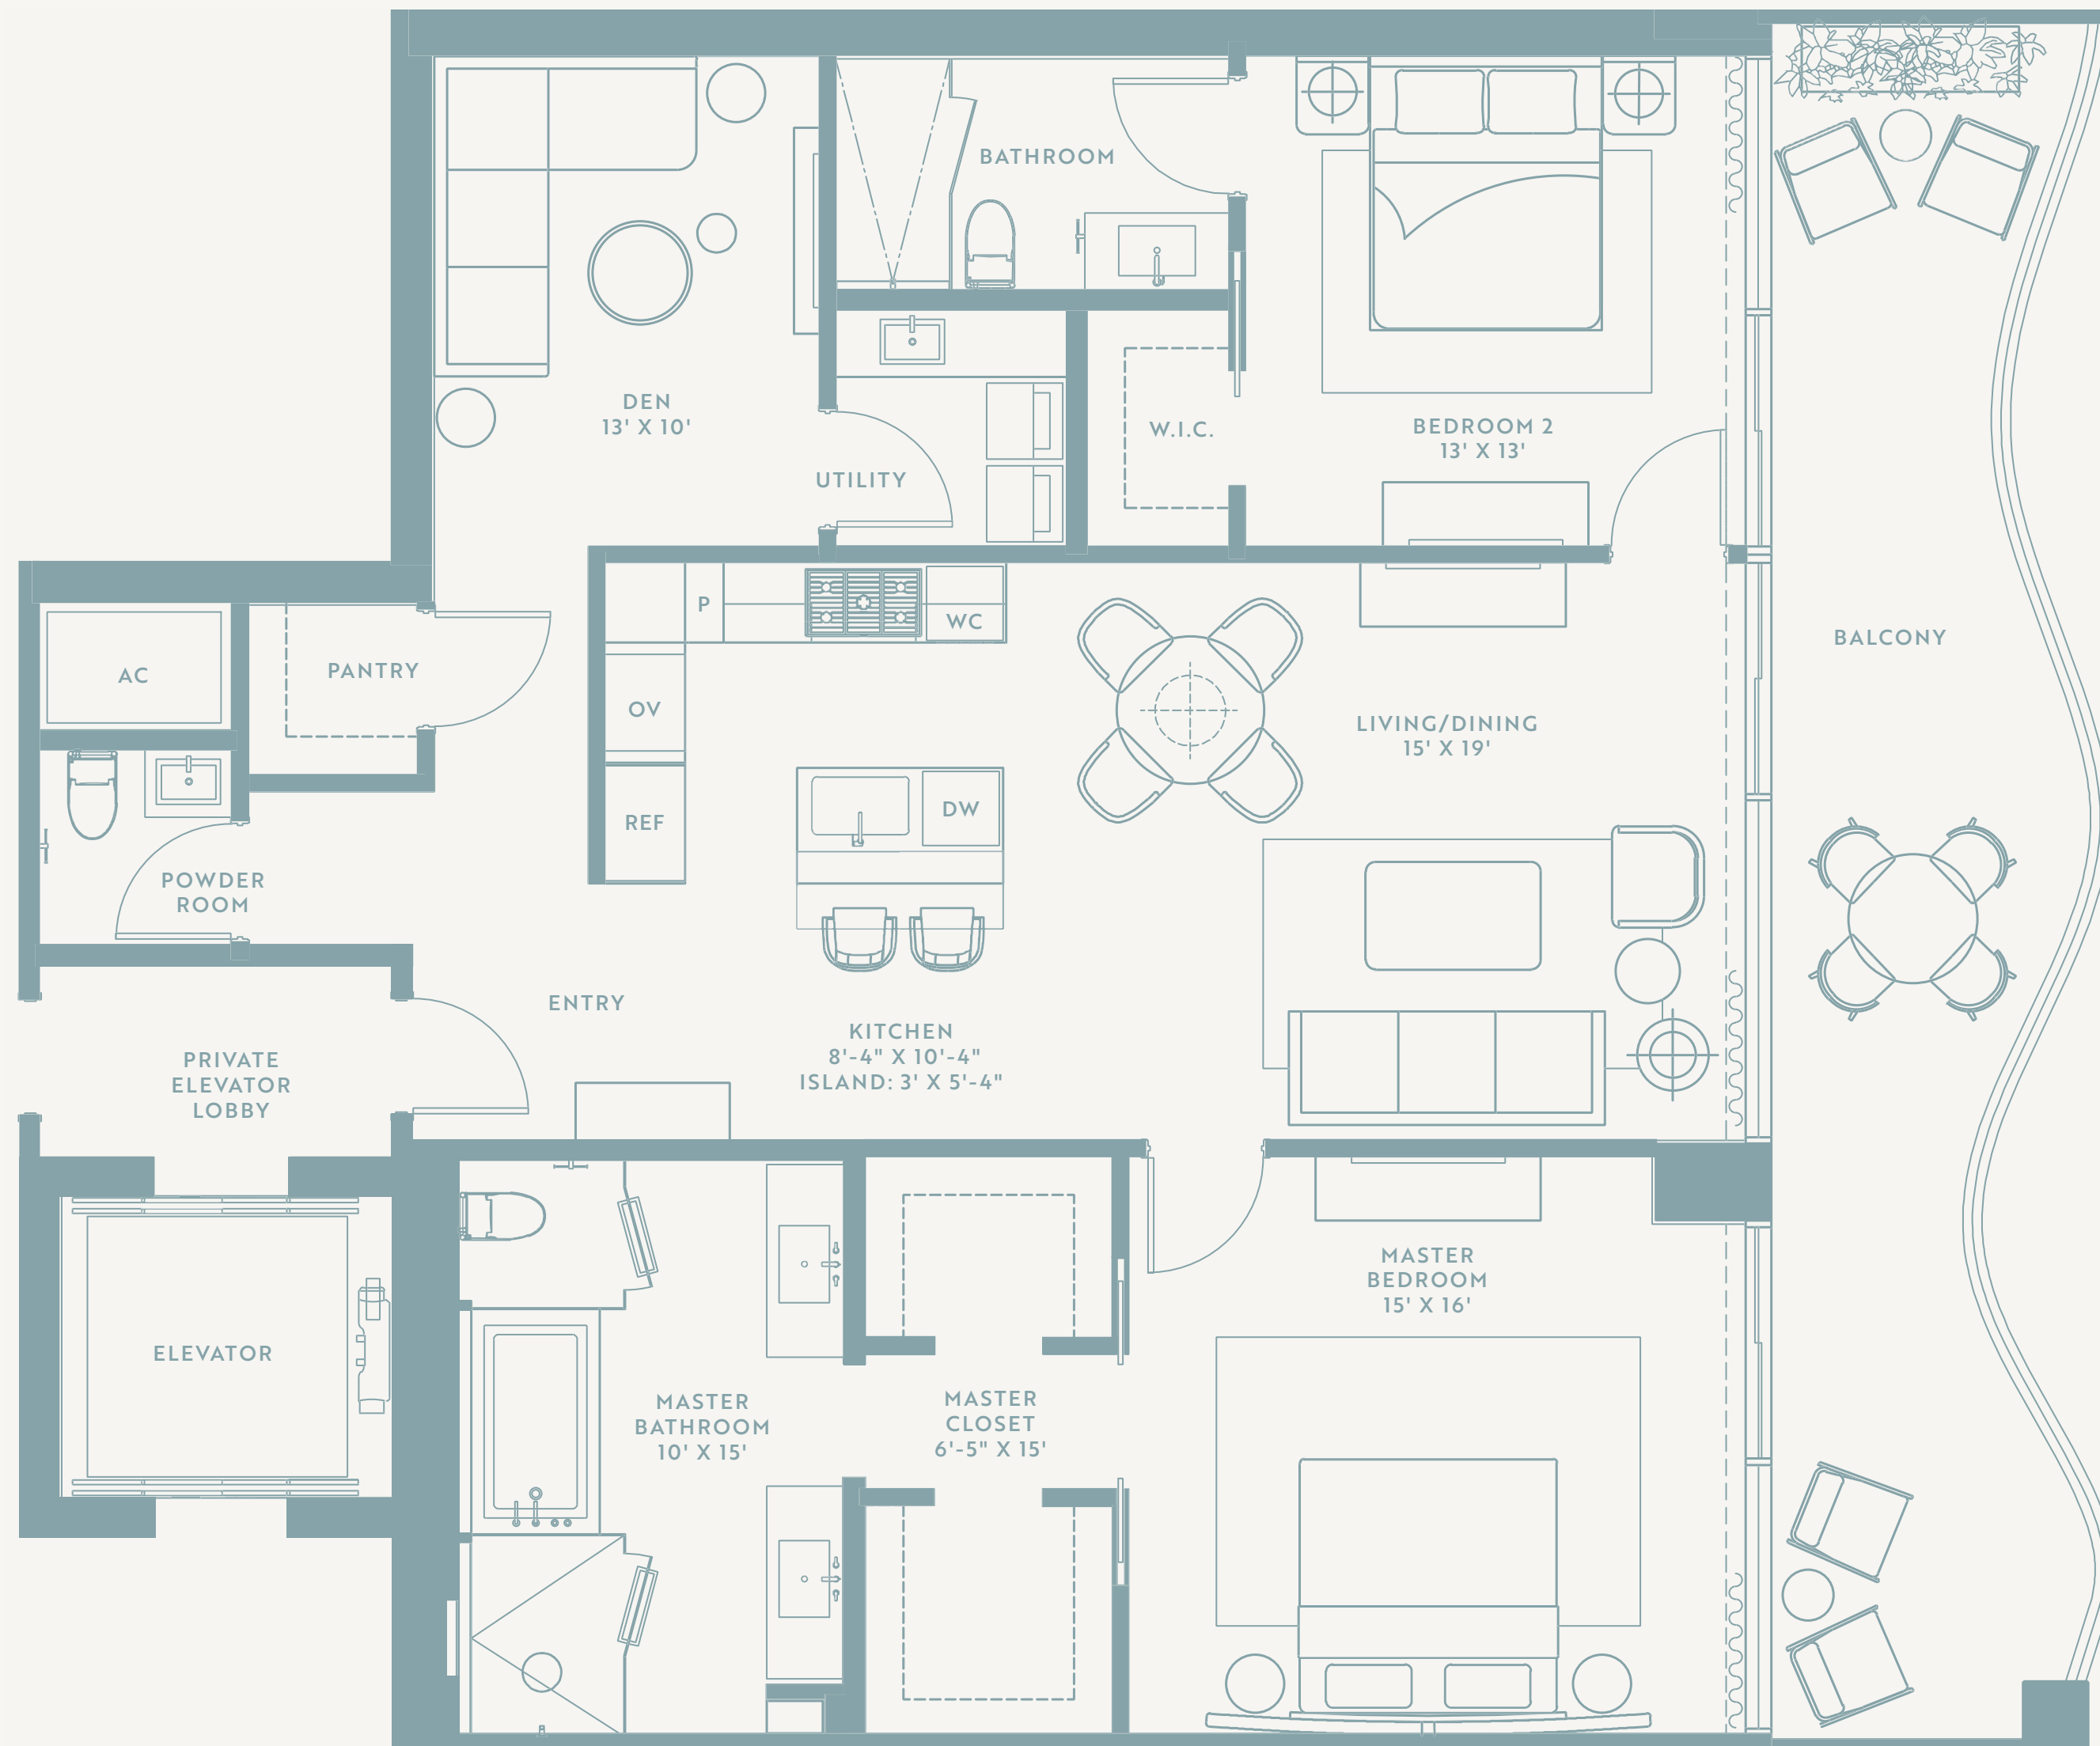 BATHROOM
DEN
13' X 10'
W.I.C.
BEDROOM 2
13' X 13'
UTILITY
P
WC
BALCONY
AC
PANTRY
OV
LIVING/DINING
15' X 19'
REF
DW
POWDER
ROOM
ENTRY
KITCHEN
8'-4" X 10'-4"
ISLAND: 3' X 5'-4"
PRIVATE
ELEVATOR
LOBBY
MASTER
BEDROOM
15' X 16'
ELEVATOR
MASTER
BATHROOM
10' X 15'
MASTER
CLOSET
6'-5" X 15'